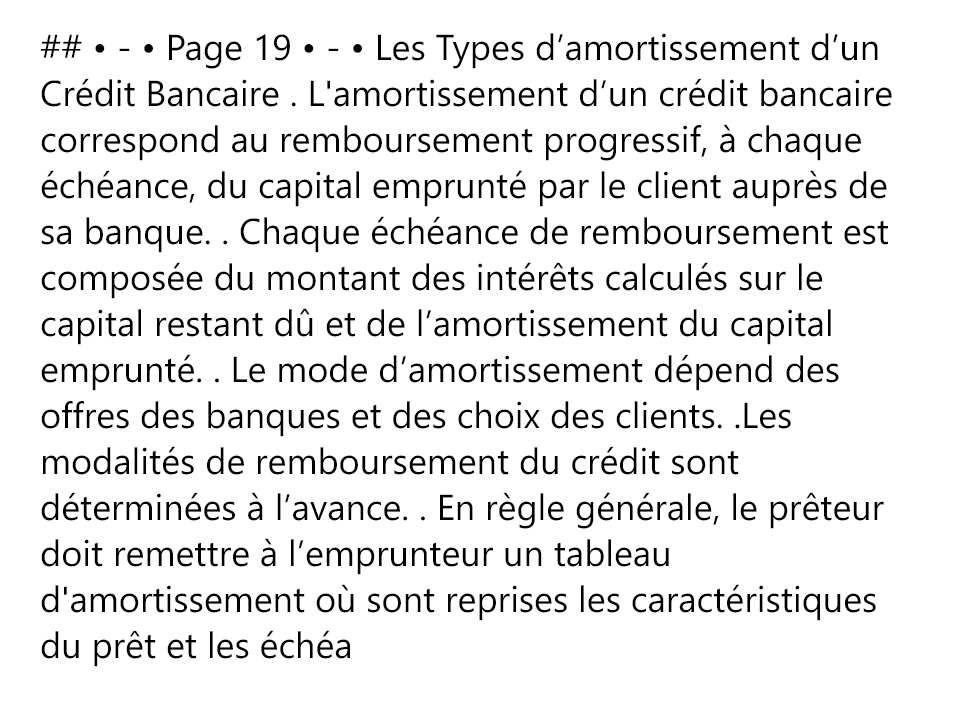 ## • - • Page 19 • - • Les Types d’amortissement d’un
Crédit Bancaire . L'amortissement d’un crédit bancaire
correspond au remboursement progressif, à chaque
échéance, du capital emprunté par le client auprès de
sa banque. . Chaque échéance de remboursement est
composée du montant des intérêts calculés sur le
capital restant dû et de l’amortissement du capital
emprunté. . Le mode d’amortissement dépend des
offres des banques et des choix des clients. .Les
modalités de remboursement du crédit sont
déterminées à l’avance. . En règle générale, le prêteur
doit remettre à l’emprunteur un tableau
d'amortissement où sont reprises les caractéristiques
du prêt et les échéa